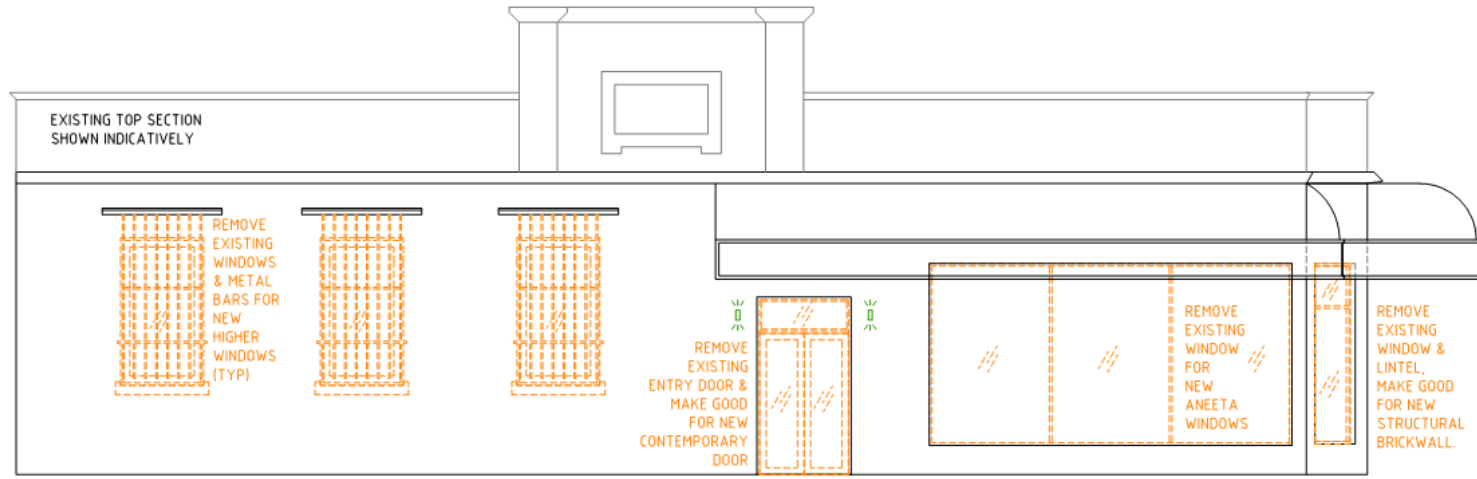 EXISTING TOP SECTION
SHOWN INDICATIVELY
REMOVE
EXISTING
WINDOWS
& METAL
BARS FOR
NEW
HIGHER
WINDOWS
(TYP)
REMOVE
EXISTING
ENTRY DOOR &
MAKE GOOD
FOR NEW
CONTEMPORARY
DOOR
REMOVE
EXISTING
WINDOW
FOR
NEW
ANEETA
WINDOWS
REMOVE
EXISTING
WINDOW &
LINTEL,
MAKE GOOD
FOR NEW
STRUCTURAL
BRICKWALL.